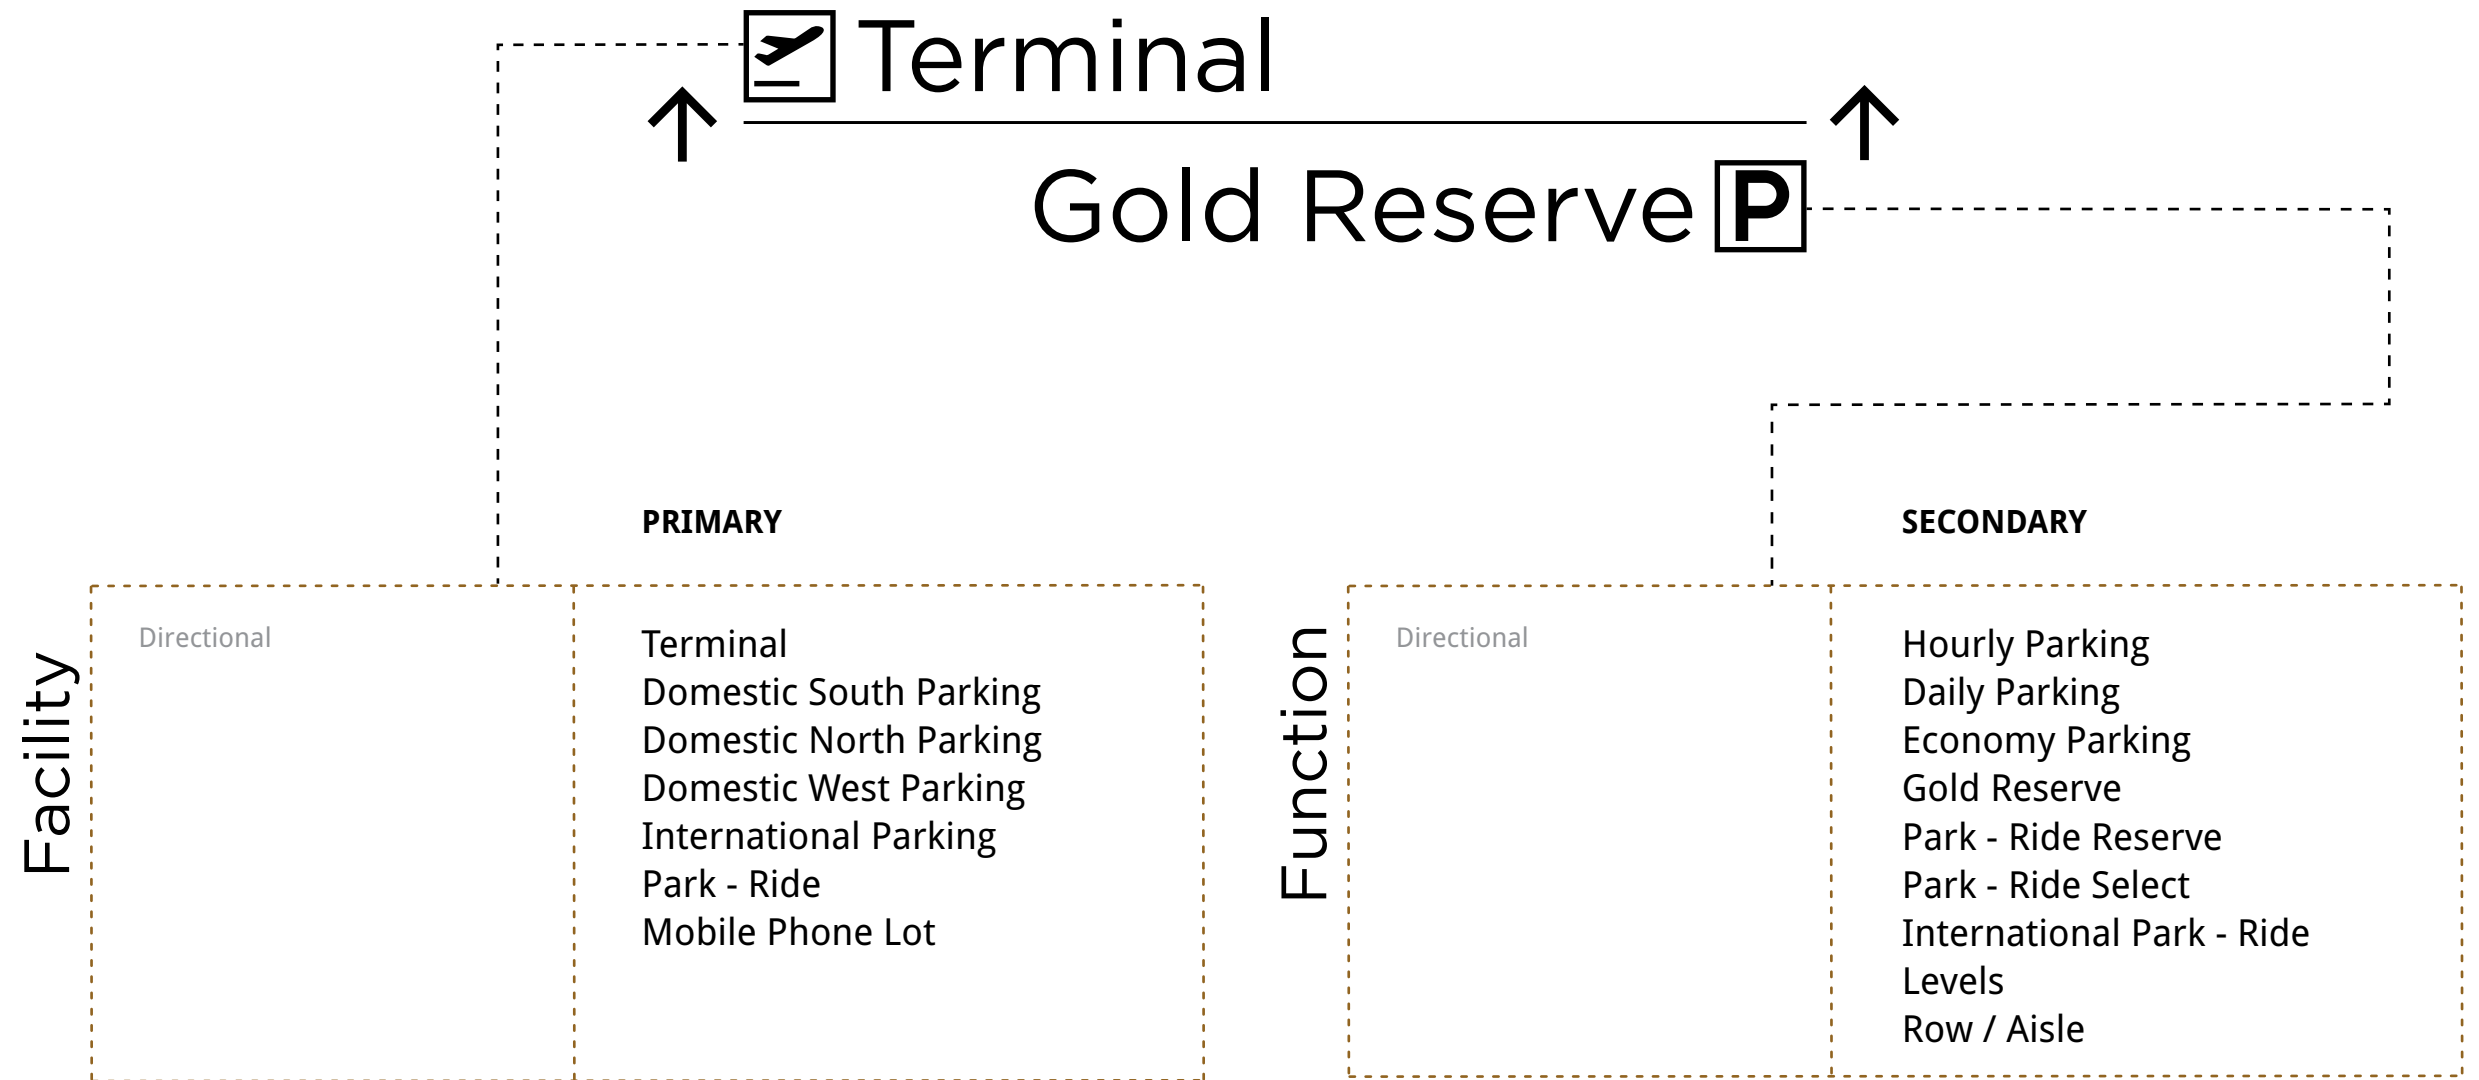 Terminal
Gold Reserve P
PRIMARY
Facility
Directional
Terminal
Domestic South Parking
Domestic North Parking
Domestic West Parking
International Parking
Park - Ride
Mobile Phone Lot
SECONDARY
Function
Directional
Hourly Parking
Daily Parking
Economy Parking
Gold Reserve
Park - Ride Reserve
Park - Ride Select
International Park - Ride
Levels
Row / Aisle